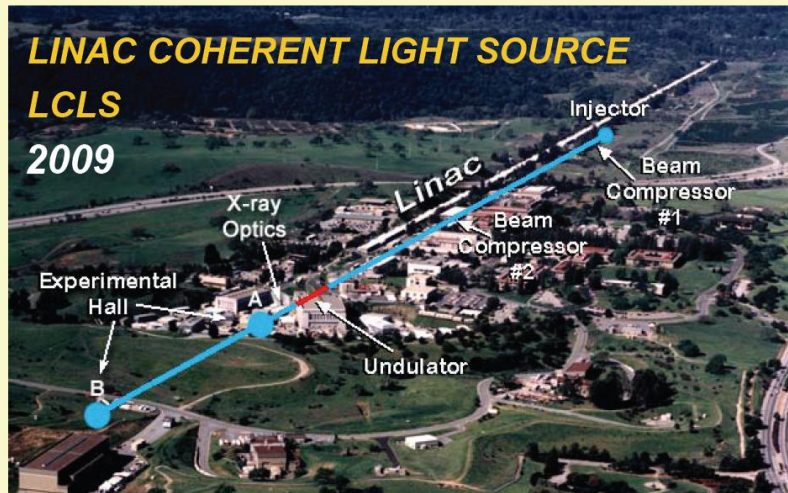 LINAC COHERENT LIGHT SOURCE
LCLS
2009
Injector
Linac
Beam
Compressor
#1
X-ray
Optics
Beam
Compressor
#2
Experimental
Hall
A
Undulator
B